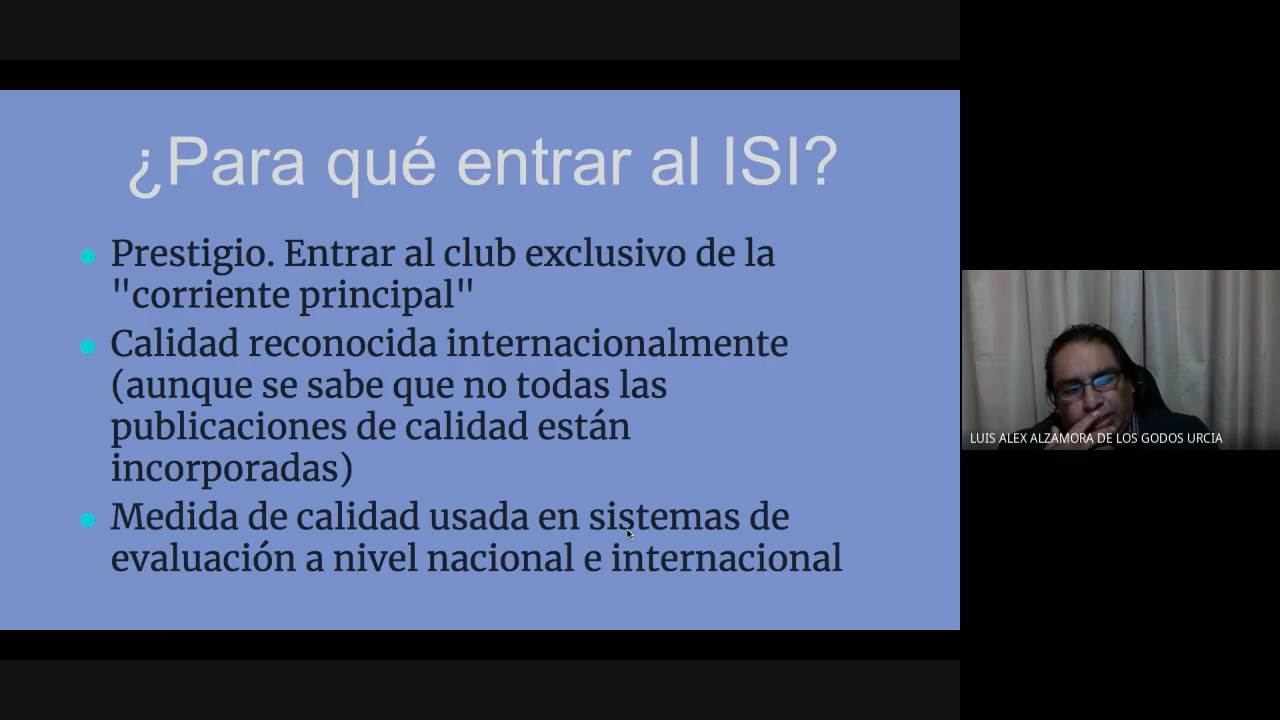 ¿Para qué entrar al ISI?
Prestigio. Entrar al club exclusivo de la
"corriente principal"
Calidad reconocida internacionalmente
(aunque se sabe que no todas las
publicaciones de calidad están
incorporadas)
Medida de calidad usada en sistemas de
evaluación a nivel nacional e internacional
LUIS ALEX ALZAMORA DE LOS GODOS URCIA